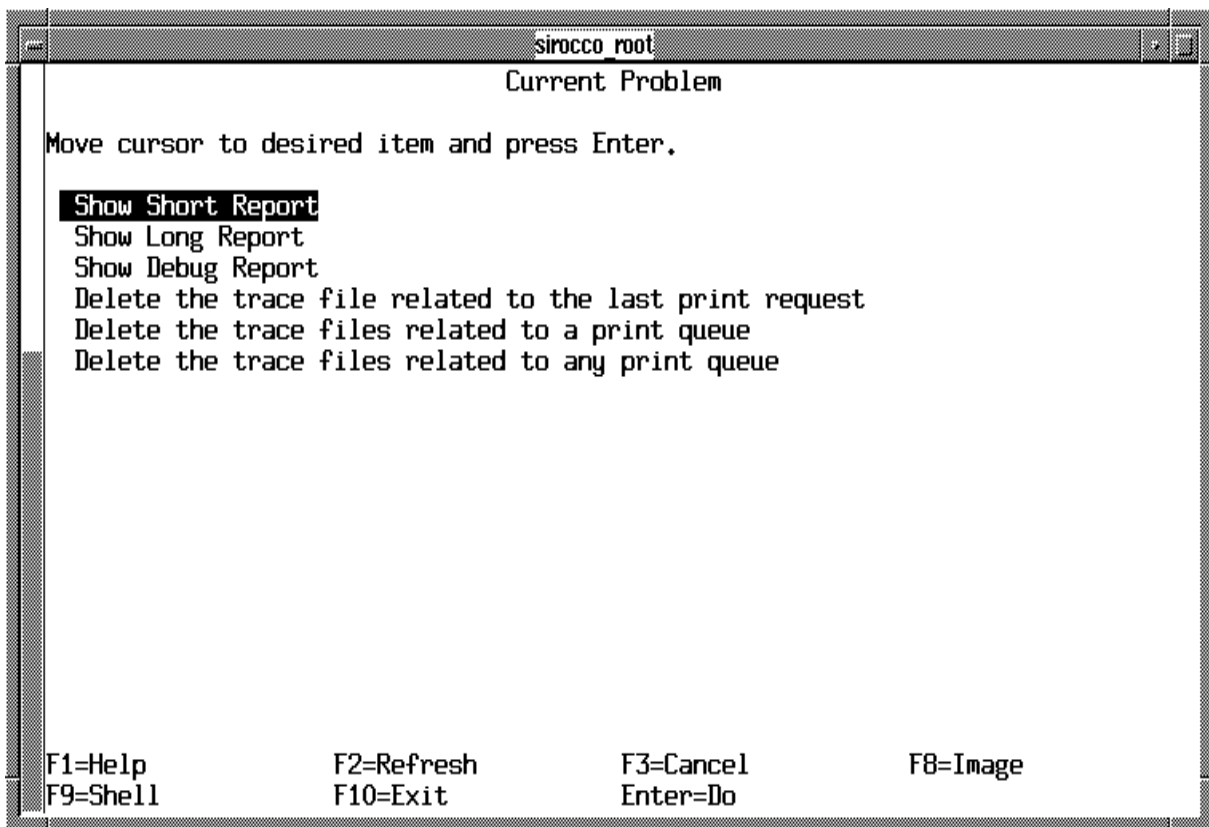 sirocco_root
Current Problem
Move cursor to desired item and press Enter.
Show Short Report
Show Long Report
Show Debug Report
Delete the trace file related to the last print request
Delete the trace files related to a print queue
Delete the trace files related to any print queue
F1=Help F2=Refresh F3=Cancel F8=Image
F9=Shell F10=Exit Enter=Do